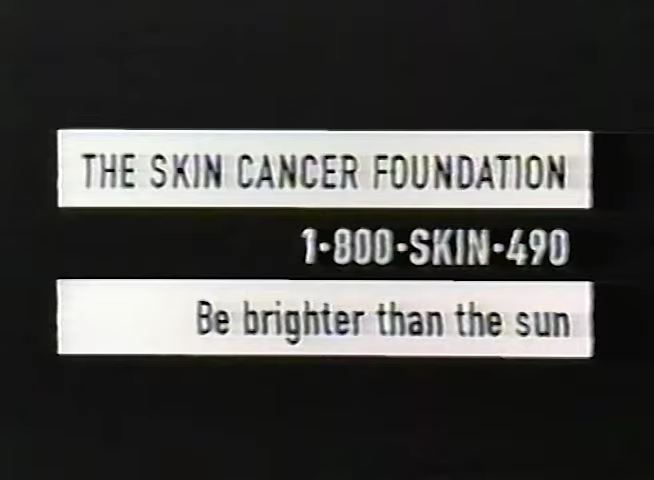 THE SKIN CANCER FOUNDATION
1-800-SKIN-490
Be brighter than the sun